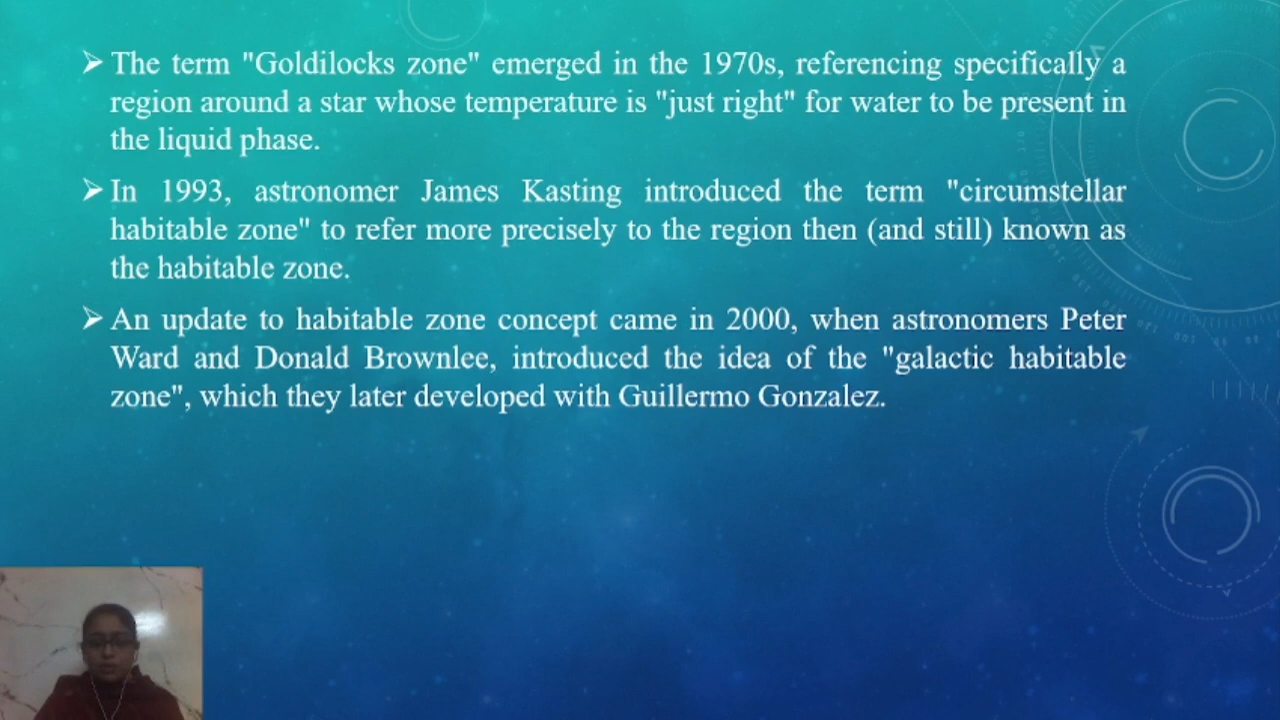 ➢ The term "Goldilocks zone" emerged in the 1970s, referencing specifically a
region around a star whose temperature is "just right" for water to be present in
the liquid phase.
➢ In 1993, astronomer James Kasting introduced the term "circumstellar
habitable zone" to refer more precisely to the region then (and still) known as
the habitable zone.
➢ An update to habitable zone concept came in 2000, when astronomers Peter
Ward and Donald Brownlee, introduced the idea of the "galactic habitable
zone", which they later developed with Guillermo Gonzalez.